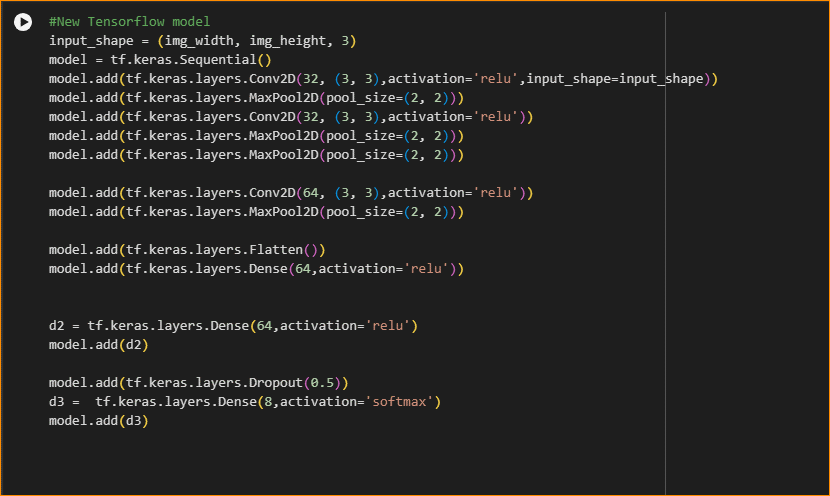 #New Tensorflow model
input_shape = (img_width, img_height, 3)
model = tf.keras.Sequential()
model.add(tf.keras.layers.Conv2D(32, (3, 3),activation='relu',input_shape=input_shape))
model.add(tf.keras.layers.MaxPool2D(pool_size=(2, 2)))
model.add(tf.keras.layers.Conv2D(32, (3, 3),activation='relu'))
model.add(tf.keras.layers.MaxPool2D(pool_size=(2, 2)))
model.add(tf.keras.layers.MaxPool2D(pool_size=(2, 2)))
model.add(tf.keras.layers.Conv2D(64, (3, 3),activation='relu'))
model.add(tf.keras.layers.MaxPool2D(pool_size=(2, 2)))
model.add(tf.keras.layers.Flatten())
model.add(tf.keras.layers.Dense(64,activation='relu'))
d2 = tf.keras.layers.Dense(64,activation='relu')
model.add(d2)
model.add(tf.keras.layers.Dropout(0.5))
d3 =  tf.keras.layers.Dense(8,activation='softmax')
model.add(d3)